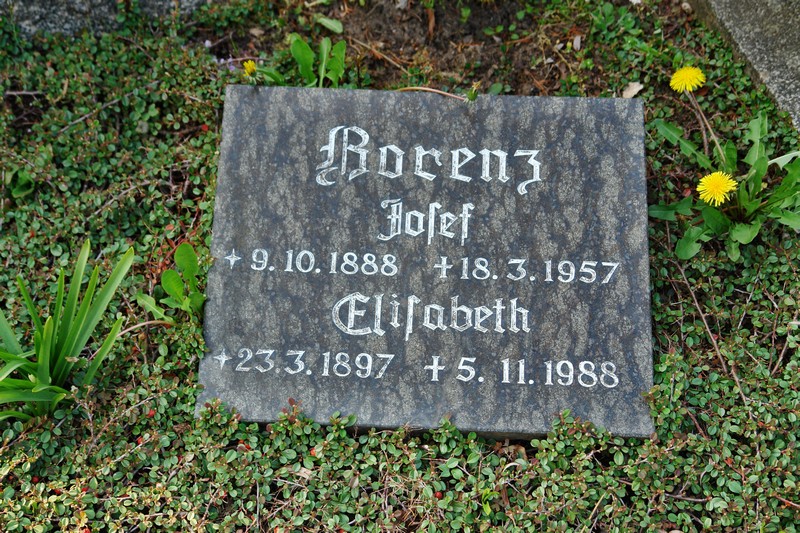 Borenz
Joſef
✦ 9.10.1888 ✝ 18.3.1957
Eliſabeth
✦ 23.3.1897 ✝ 5.11.1988